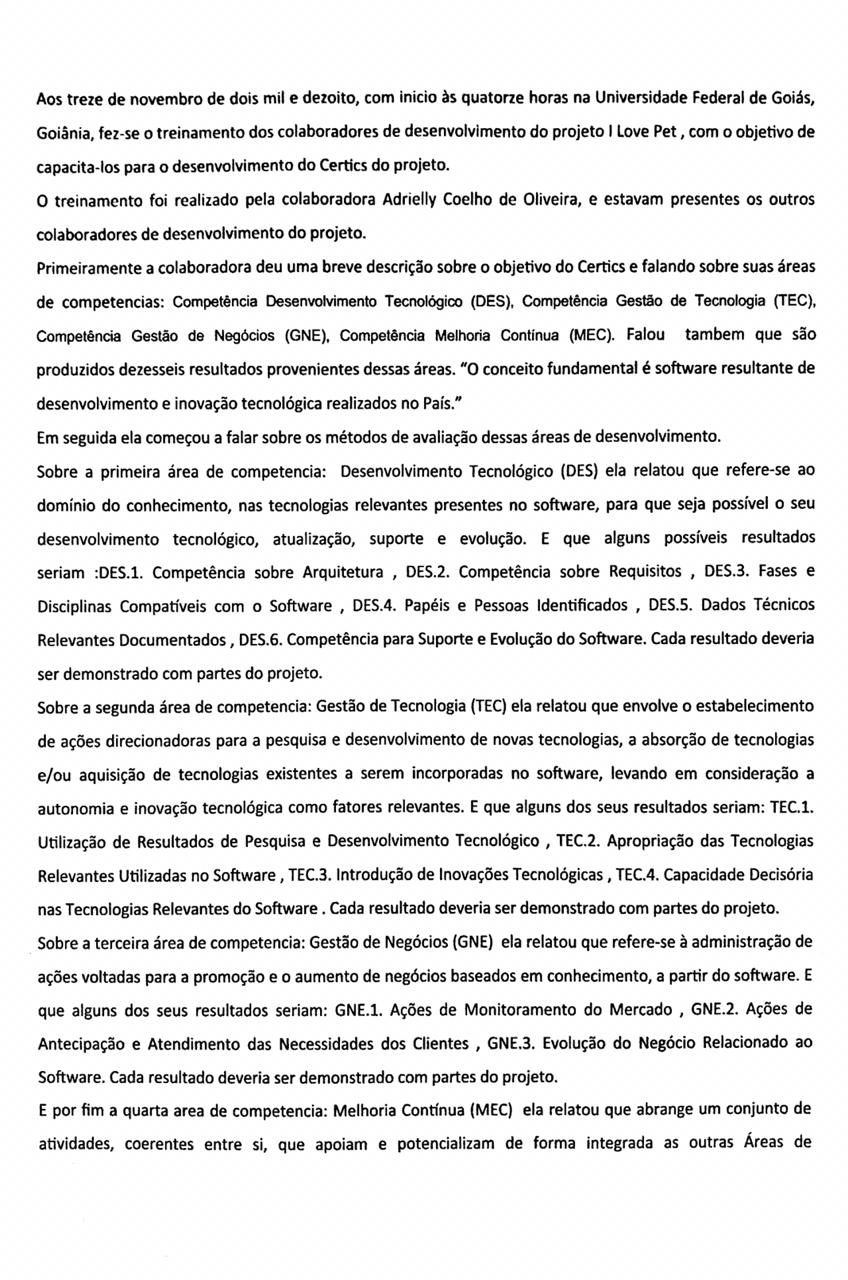 Aos treze de novembro de dois mil e dezoito, com inicio às quatorze horas na Universidade Federal de Goiás,
Goiânia, fez-se o treinamento dos colaboradores de desenvolvimento do projeto I Love Pet , com o objetivo de
capacita-los para o desenvolvimento do Certics do projeto.
O treinamento foi realizado pela colaboradora Adrielly Coelho de Oliveira, e estavam presentes os outros
colaboradores de desenvolvimento do projeto.
Primeiramente a colaboradora deu uma breve descrição sobre o objetivo do Certics e falando sobre suas áreas
de competencias: Competência Desenvolvimento Tecnológico (DES), Competência Gestão de Tecnologia (TEC),
Competência Gestão de Negócios (GNE), Competência Melhoria Contínua (MEC). Falou tambem que são
produzidos dezesseis resultados provenientes dessas áreas. "O conceito fundamental é software resultante de
desenvolvimento e inovação tecnológica realizados no País."
Em seguida ela começou a falar sobre os métodos de avaliação dessas áreas de desenvolvimento.
Sobre a primeira área de competencia: Desenvolvimento Tecnológico (DES) ela relatou que refere-se ao
domínio do conhecimento, nas tecnologias relevantes presentes no software, para que seja possível o seu
desenvolvimento tecnológico, atualização, suporte e evolução. E que alguns possíveis resultados
seriam :DES.1. Competência sobre Arquitetura , DES.2. Competência sobre Requisitos , DES.3. Fases e
Disciplinas Compatíveis com o Software , DES.4. Papéis e Pessoas Identificados , DES.5. Dados Técnicos
Relevantes Documentados , DES.6. Competência para Suporte e Evolução do Software. Cada resultado deveria
ser demonstrado com partes do projeto.
Sobre a segunda área de competencia: Gestão de Tecnologia (TEC) ela relatou que envolve o estabelecimento
de ações direcionadoras para a pesquisa e desenvolvimento de novas tecnologias, a absorção de tecnologias
e/ou aquisição de tecnologias existentes a serem incorporadas no software, levando em consideração a
autonomia e inovação tecnológica como fatores relevantes. E que alguns dos seus resultados seriam: TEC.1.
Utilização de Resultados de Pesquisa e Desenvolvimento Tecnológico , TEC.2. Apropriação das Tecnologias
Relevantes Utilizadas no Software , TEC.3. Introdução de Inovações Tecnológicas , TEC.4. Capacidade Decisória
nas Tecnologias Relevantes do Software . Cada resultado deveria ser demonstrado com partes do projeto.
Sobre a terceira área de competencia: Gestão de Negócios (GNE) ela relatou que refere-se à administração de
ações voltadas para a promoção e o aumento de negócios baseados em conhecimento, a partir do software. E
que alguns dos seus resultados seriam: GNE.1. Ações de Monitoramento do Mercado , GNE.2. Ações de
Antecipação e Atendimento das Necessidades dos Clientes , GNE.3. Evolução do Negócio Relacionado ao
Software. Cada resultado deveria ser demonstrado com partes do projeto.
E por fim a quarta area de competencia: Melhoria Contínua (MEC) ela relatou que abrange um conjunto de
atividades, coerentes entre si, que apoiam e potencializam de forma integrada as outras Áreas de